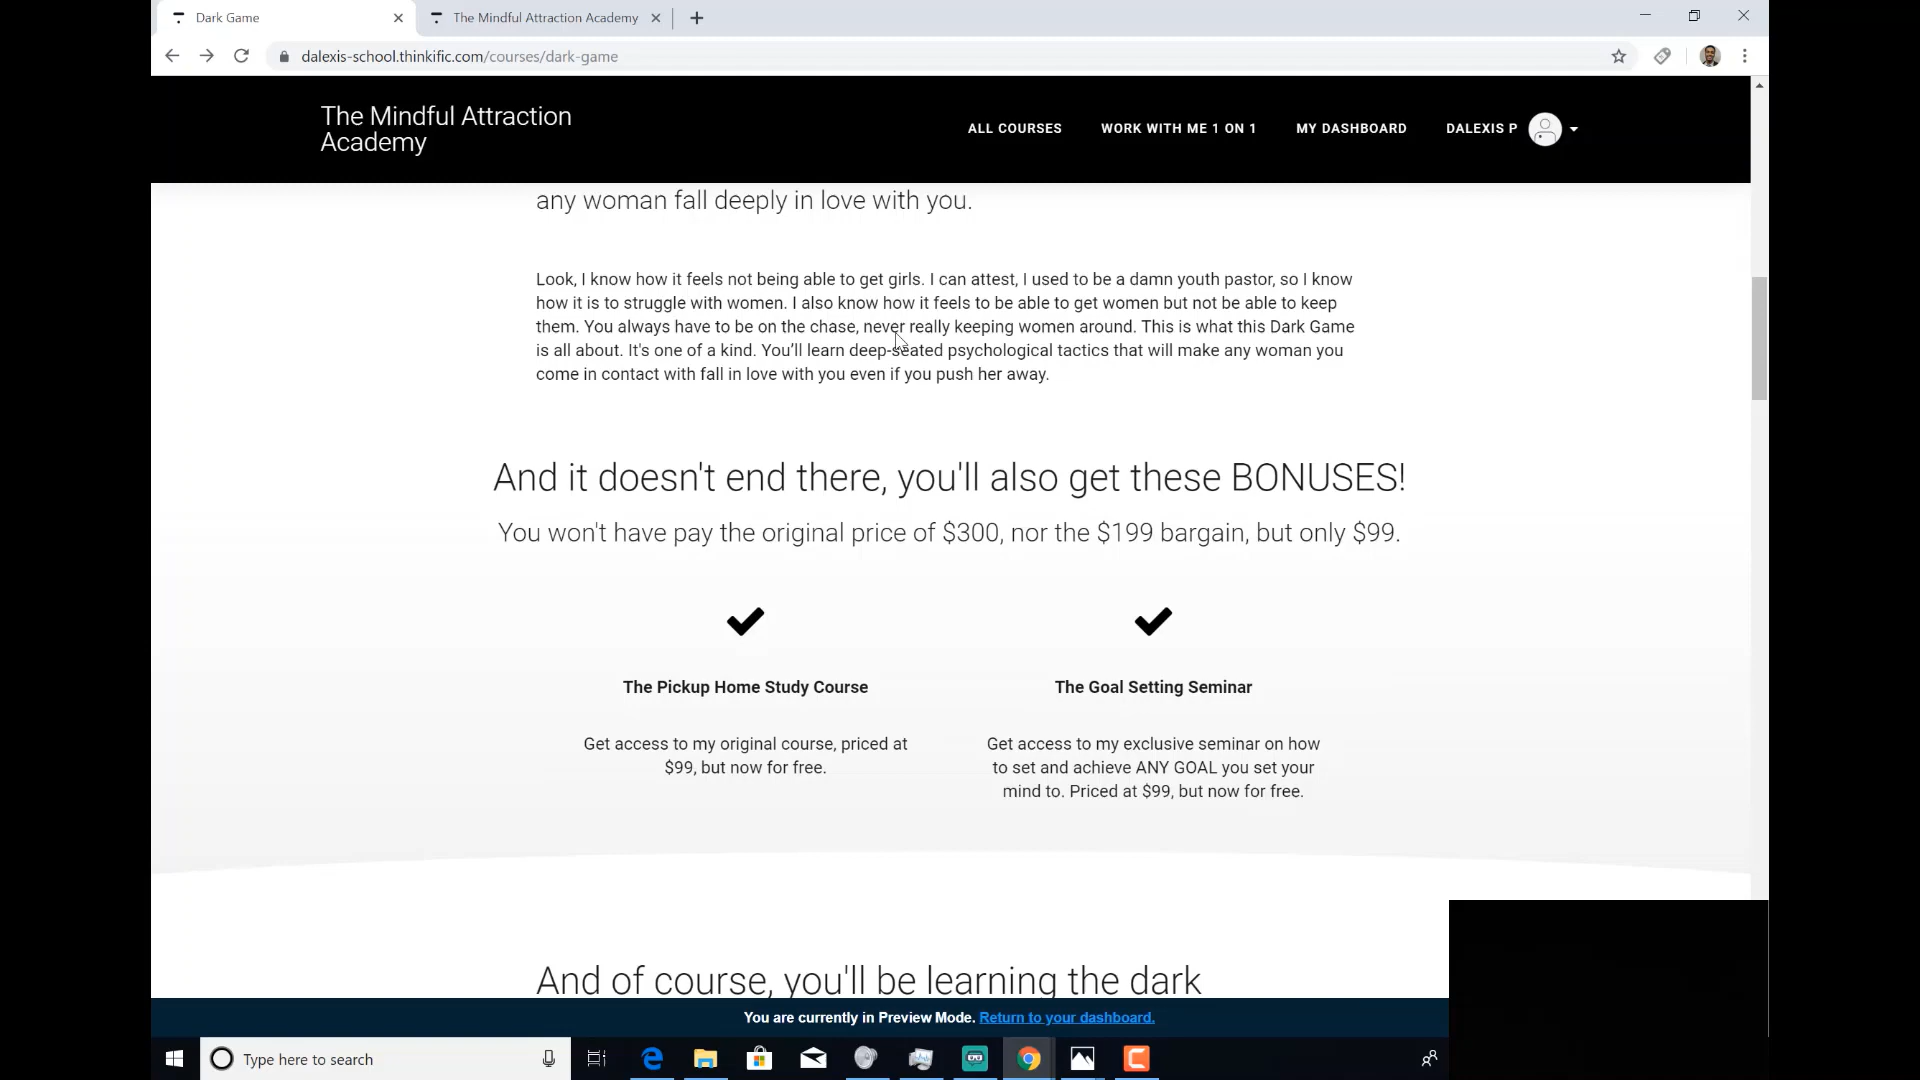 Dark Game
The Mindful Attraction Academy
dalexis-school.thinkific.com/courses/dark-game
The Mindful Attraction
Academy
ALL COURSES
WORK WITH ME 1 ON 1
MY DASHBOARD
DALEXIS P
any woman fall deeply in love with you.
Look, I know how it feels not being able to get girls. I can attest, I used to be a damn youth pastor, so I know
how it is to struggle with women. I also know how it feels to be able to get women but not be able to keep
them. You always have to be on the chase, never really keeping women around. This is what this Dark Game
is all about. It's one of a kind. You’ll learn deep-seated psychological tactics that will make any woman you
come in contact with fall in love with you even if you push her away.
And it doesn't end there, you'll also get these BONUSES!
You won't have pay the original price of $300, nor the $199 bargain, but only $99.
The Pickup Home Study Course
Get access to my original course, priced at
$99, but now for free.
The Goal Setting Seminar
Get access to my exclusive seminar on how
to set and achieve ANY GOAL you set your
mind to. Priced at $99, but now for free.
And of course, you'll be learning the dark
You are currently in Preview Mode. Return to your dashboard.
Type here to search